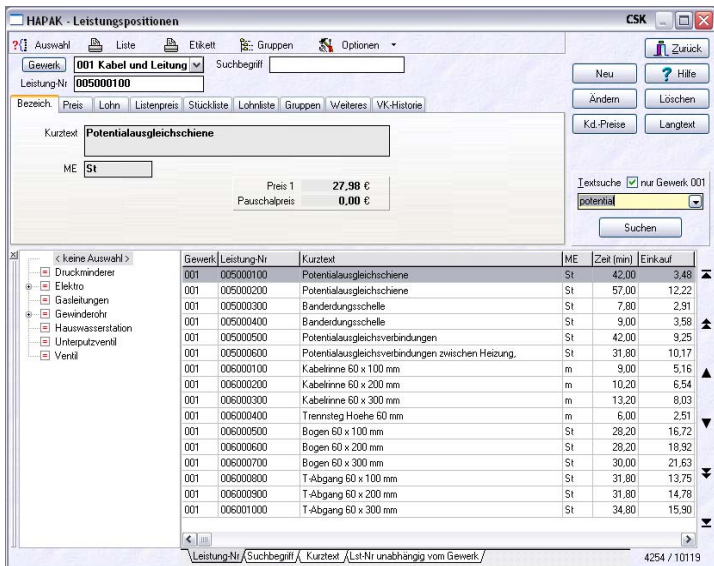 HAPAK - Leistungspositionen CSK
?{} Auswahl Liste Etikett Gruppen Optionen Zurück
Gewerk 001 Kabel und Leitung Suchbegriff
Neu ? Hilfe
Leistung-Nr 005000100
Ändern Löschen
Bezeich. Preis Lohn Listenpreis Stückliste Lohnliste Gruppen Weiteres VK-Historie
Kd.-Preise Langtext
Kurztext Potentialausgleichschiene
ME St
Preis 1 27,98 €
Pauschalpreis 0,00 €
Textsuche nur Gewerk 001
potential
Suchen
< keine Auswahl >
Druckminderer
Elektro
Gasleitungen
Gewinderohr
Hauswasserstation
Unterputzventil
Ventil
Gewerk Leistung-Nr Kurztext ME Zeit (min) Einkauf
001 005000100 Potentialausgleichschiene St 42,00 3,48
001 005000200 Potentialausgleichschiene St 57,00 12,22
001 005000300 Banderdungsschelle St 7,80 2,91
001 005000400 Banderdungsschelle St 9,00 3,58
001 005000500 Potentialausgleichsverbindungen St 42,00 9,25
001 005000600 Potentialausgleichsverbindungen zwischen Heizung, St 31,80 10,17
001 006000100 Kabelrinne 60 x 100 mm m 9,00 5,16
001 006000200 Kabelrinne 60 x 200 mm m 10,20 6,54
001 006000300 Kabelrinne 60 x 300 mm m 13,20 8,03
001 006000400 Trennsteg Hoehe 60 mm m 6,00 2,51
001 006000500 Bogen 60 x 100 mm St 28,20 16,72
001 006000600 Bogen 60 x 200 mm St 28,20 18,92
001 006000700 Bogen 60 x 300 mm St 30,00 21,63
001 006000800 T-Abgang 60 x 100 mm St 31,80 13,75
001 006000900 T-Abgang 60 x 200 mm St 31,80 14,78
001 006001000 T-Abgang 60 x 300 mm St 34,80 15,90
Leistung-Nr Suchbegriff Kurztext Lst-Nr unabhängig vom Gewerk
4254 / 10119